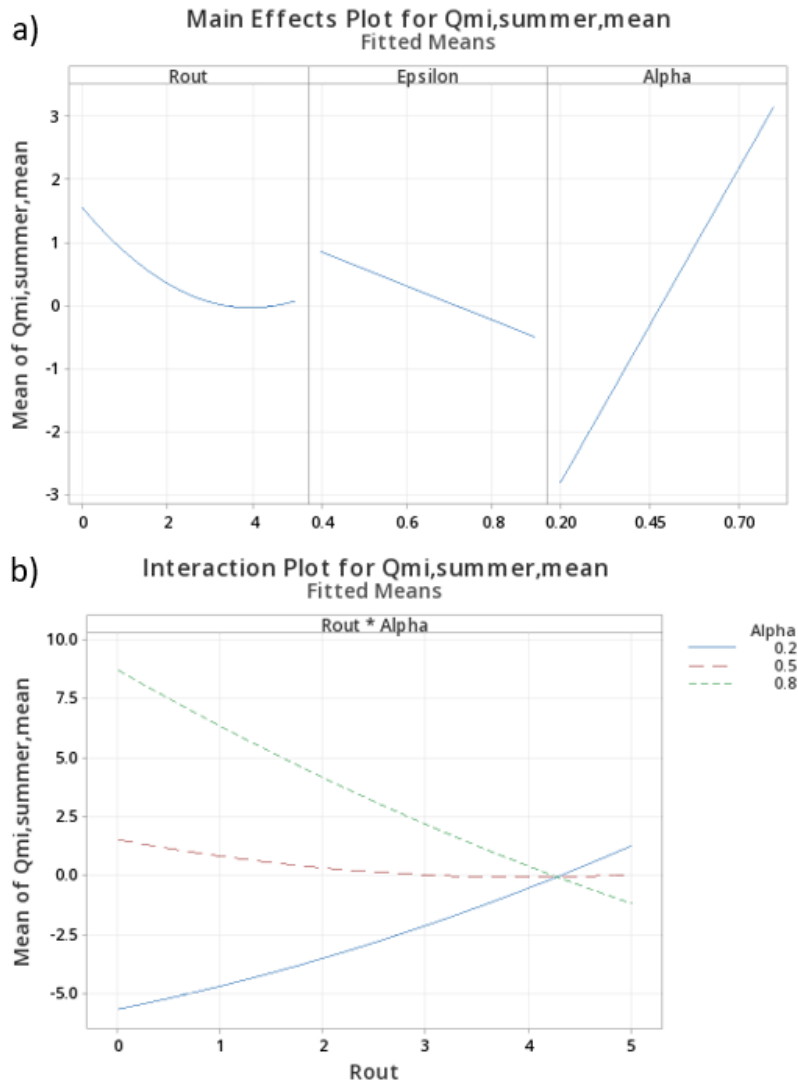 a)
Main Effects Plot for Qmi,summer,mean
Fitted Means
Rout Epsilon Alpha
Mean of Qmi,summer,mean
3
2
1
0
-1
-2
-3
0 2 4 0.4 0.6 0.8 0.20 0.45 0.70
b)
Interaction Plot for Qmi,summer,mean
Fitted Means
Rout * Alpha
Mean of Qmi,summer,mean
10.0
7.5
5.0
2.5
0.0
-2.5
-5.0
0 1 2 3 4 5
Rout
Alpha
0.2
0.5
0.8